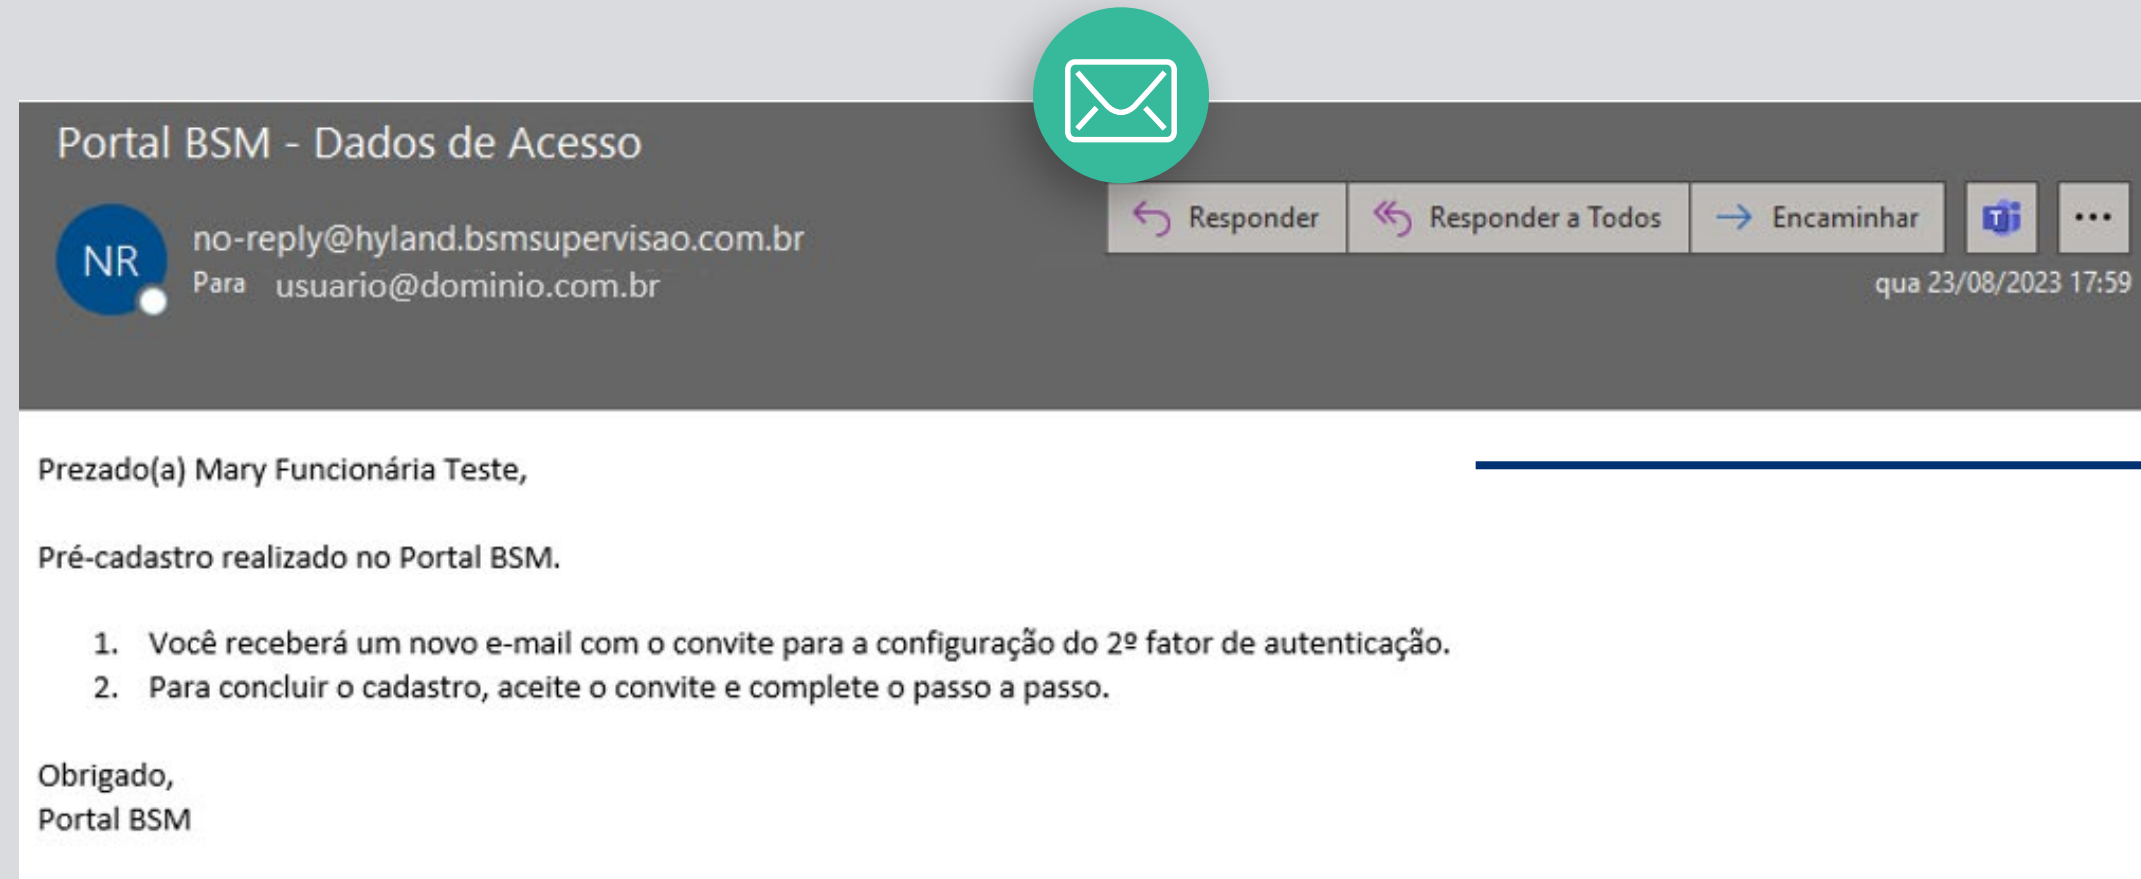 Portal BSM - Dados de Acesso
NR
no-reply@hyland.bsmsupervisao.com.br
Para usuario@dominio.com.br
Responder
Responder a Todos
Encaminhar
qua 23/08/2023 17:59
Prezado(a) Mary Funcionária Teste,
Pré-cadastro realizado no Portal BSM.
1. Você receberá um novo e-mail com o convite para a configuração do 2º fator de autenticação.
2. Para concluir o cadastro, aceite o convite e complete o passo a passo.
Obrigado,
Portal BSM